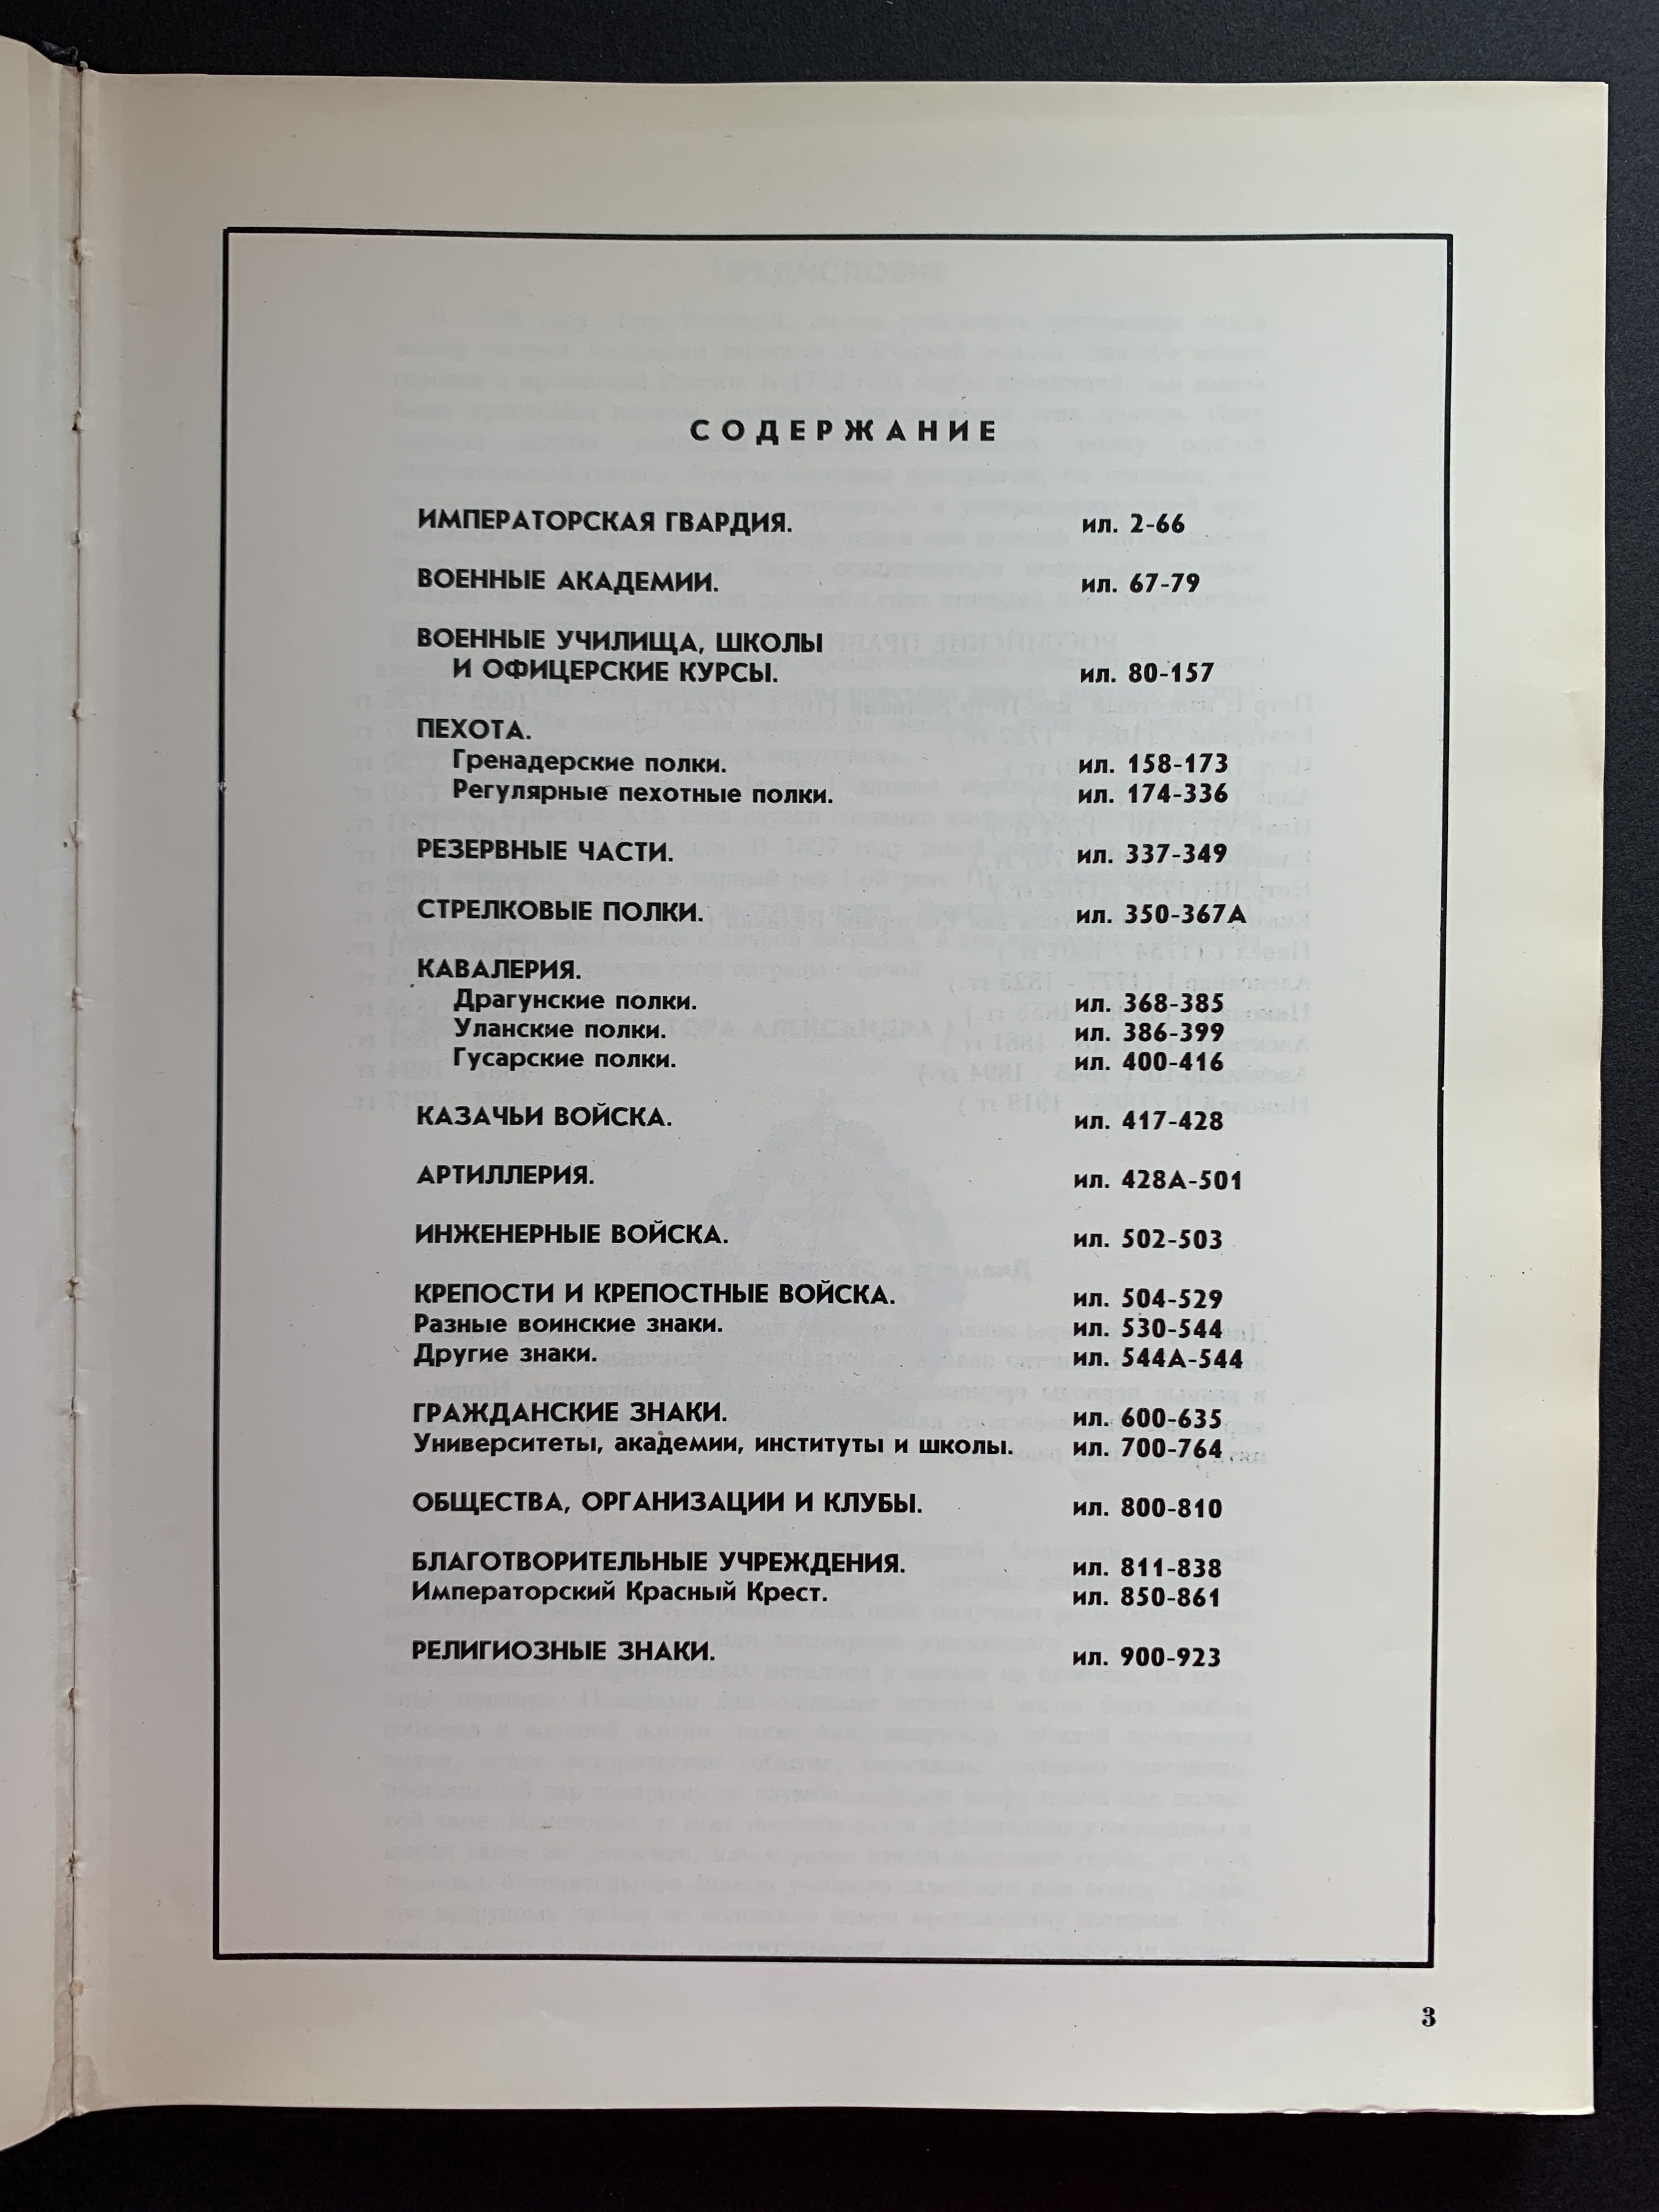 СОДЕРЖАНИЕ
ИМПЕРАТОРСКАЯ ГВАРДИЯ. ил. 2-66
ВОЕННЫЕ АКАДЕМИИ. ил. 67-79
ВОЕННЫЕ УЧИЛИЩА, ШКОЛЫ
И ОФИЦЕРСКИЕ КУРСЫ. ил. 80-157
ПЕХОТА.
Гренадерские полки. ил. 158-173
Регулярные пехотные полки. ил. 174-336
РЕЗЕРВНЫЕ ЧАСТИ. ил. 337-349
СТРЕЛКОВЫЕ ПОЛКИ. ил. 350-367А
КАВАЛЕРИЯ.
Драгунские полки. ил. 368-385
Уланские полки. ил. 386-399
Гусарские полки. ил. 400-416
КАЗАЧЬИ ВОЙСКА. ил. 417-428
АРТИЛЛЕРИЯ. ил. 428А-501
ИНЖЕНЕРНЫЕ ВОЙСКА. ил. 502-503
КРЕПОСТИ И КРЕПОСТНЫЕ ВОЙСКА. ил. 504-529
Разные воинские знаки. ил. 530-544
Другие знаки. ил. 544А-544
ГРАЖДАНСКИЕ ЗНАКИ. ил. 600-635
Университеты, академии, институты и школы. ил. 700-764
ОБЩЕСТВА, ОРГАНИЗАЦИИ И КЛУБЫ. ил. 800-810
БЛАГОТВОРИТЕЛЬНЫЕ УЧРЕЖДЕНИЯ. ил. 811-838
Императорский Красный Крест. ил. 850-861
РЕЛИГИОЗНЫЕ ЗНАКИ. ил. 900-923
3